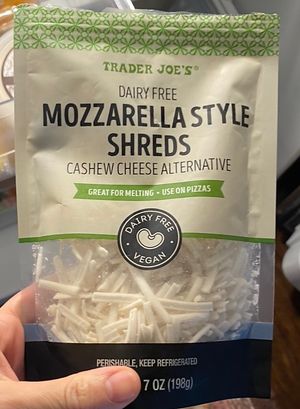 TRADER JOE'S®
DAIRY FREE
MOZZARELLA STYLE
SHREDS
CASHEW CHEESE ALTERNATIVE
GREAT FOR MELTING • USE ON PIZZAS
DAIRY FREE
VEGAN
PERISHABLE, KEEP REFRIGERATED
7 OZ (198g)